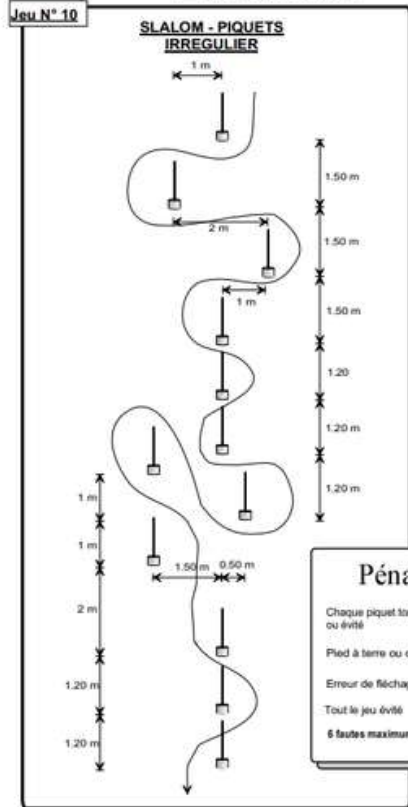 Jeu N° 10
SLALOM - PIQUETS
IRREGULIER
1 m
1.50 m
2 m
1.50 m
1 m
1.50 m
1.20
1.20 m
1.20 m
1 m
1 m
1.50 m
0.50 m
2 m
1.20 m
1.20 m
Péna
Chaque piquet to
ou évité
Pied à terre ou
Erreur de flécha
Tout le jeu évité
6 fautes maximum